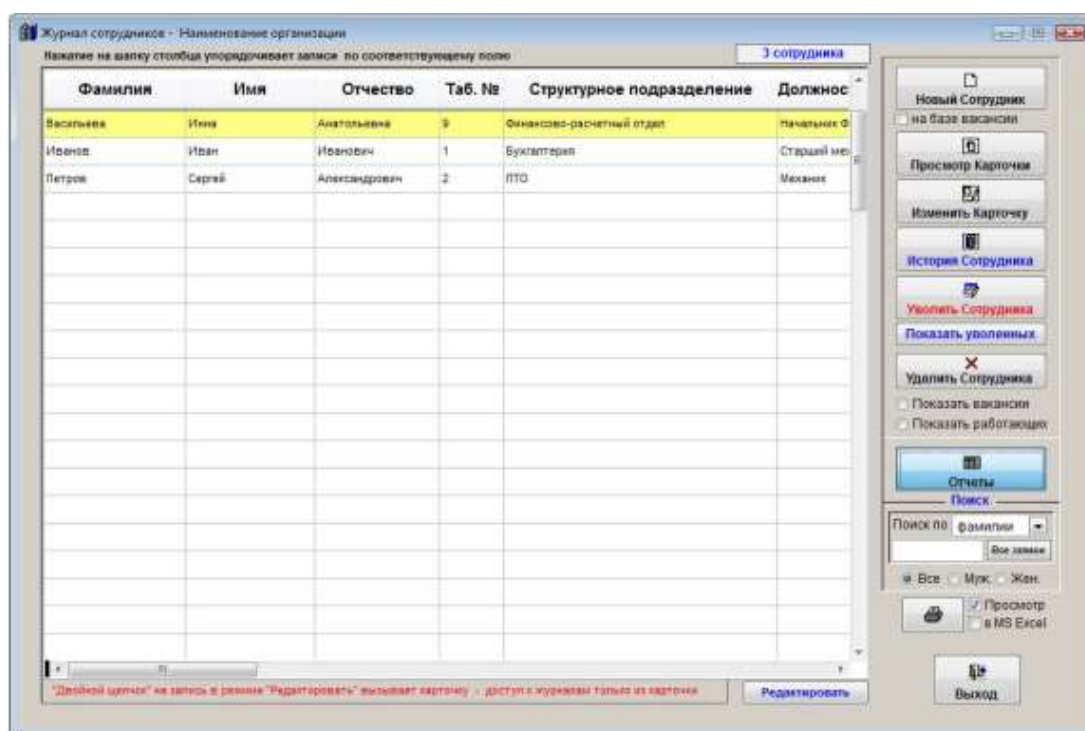 Журнал сотрудников - Наименование организации
Нажатие на шапку столбца упорядочивает записи по соответствующему полю
3 сотрудника
Фамилия Имя Отчество Таб. № Структурное подразделение Должнос
Васильева Инна Анатольевна 9 Финансово-расчетный отдел Начальник Ф
Иванов Иван Иванович 1 Бухгалтерия Старший мех
Петров Сергей Александрович 2 ПТО Механик
"Двойной щелчок" на запись в режиме "Редактировать" вызывает карточку - доступ к журналам только из карточки
Редактировать
Новый Сотрудник
на базе вакансии
Просмотр Карточки
Изменить Карточку
История Сотрудника
Уволить Сотрудника
Показать уволенных
Удалить Сотрудника
Показать вакансии
Показать работающих
Отчеты
Поиск
Поиск по фамилии
Все записи
Все Муж. Жен.
Просмотр
в MS Excel
Выход